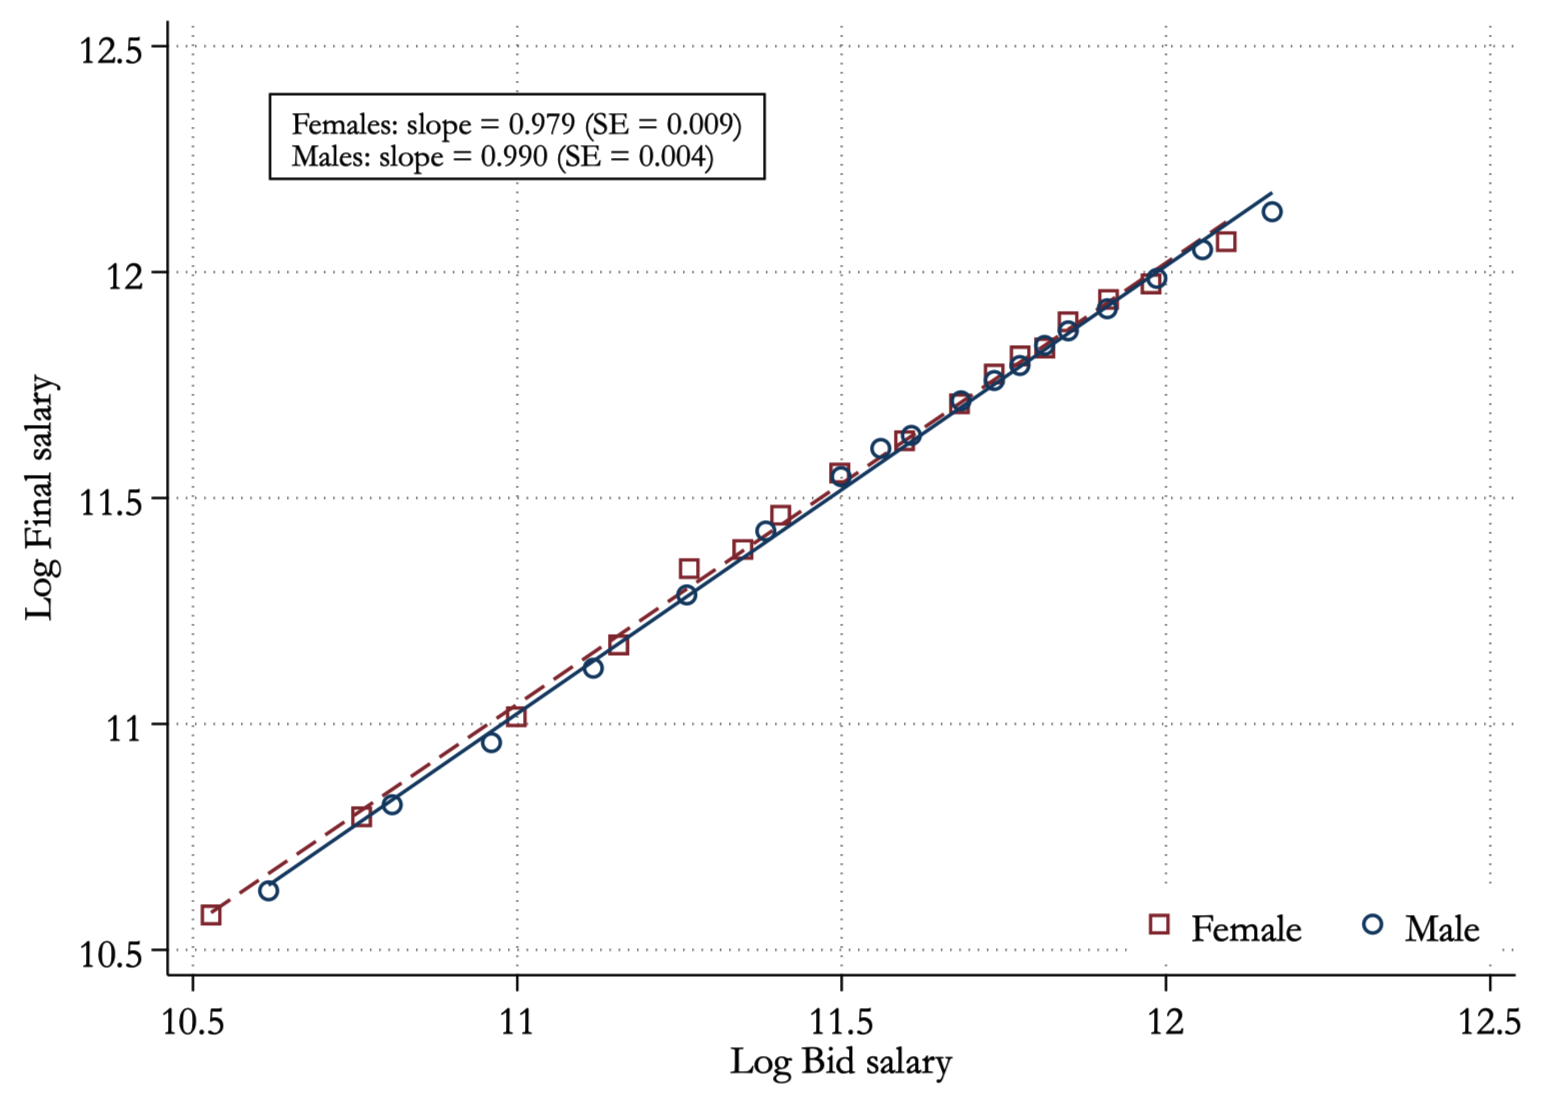 12.5
Females: slope = 0.979 (SE = 0.009)
Males: slope = 0.990 (SE = 0.004)
12
11.5
Log Final salary
11
10.5
Female
Male
10.5 11 11.5 12 12.5
Log Bid salary